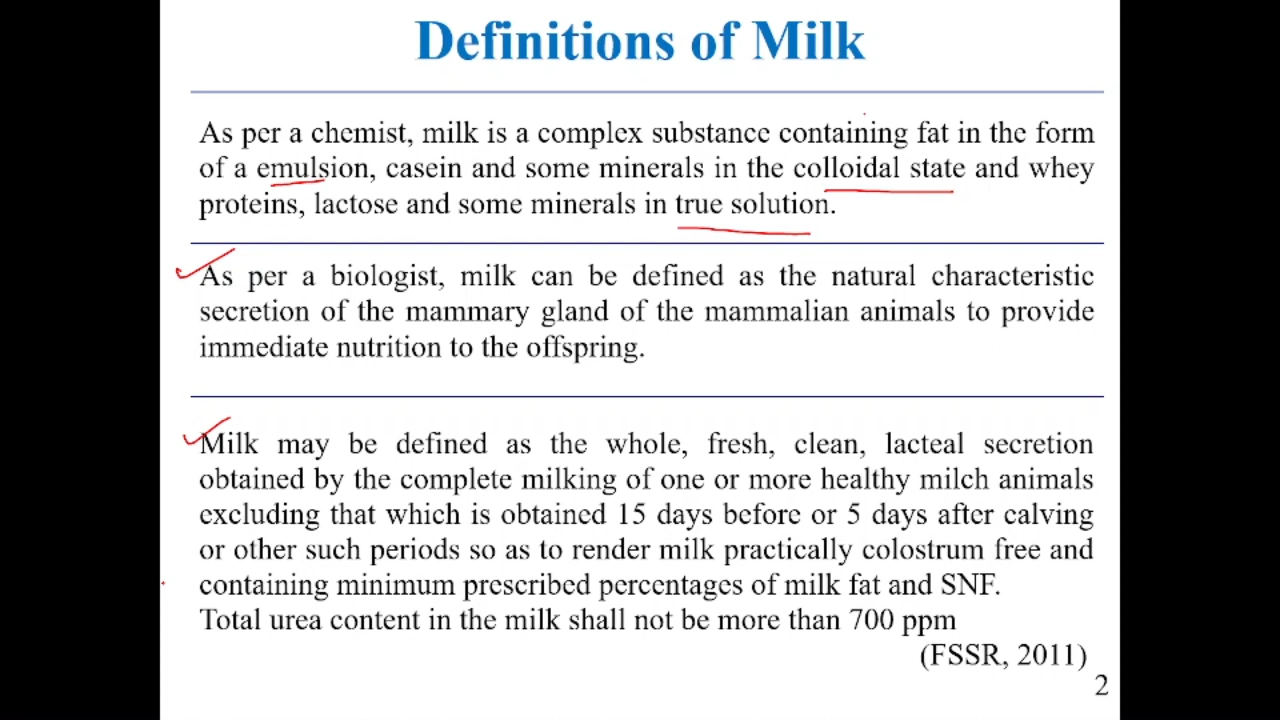 Definitions of Milk
As per a chemist, milk is a complex substance containing fat in the form
of a emulsion, casein and some minerals in the colloidal state and whey
proteins, lactose and some minerals in true solution.
As per a biologist, milk can be defined as the natural characteristic
secretion of the mammary gland of the mammalian animals to provide
immediate nutrition to the offspring.
Milk may be defined as the whole, fresh, clean, lacteal secretion
obtained by the complete milking of one or more healthy milch animals
excluding that which is obtained 15 days before or 5 days after calving
or other such periods so as to render milk practically colostrum free and
containing minimum prescribed percentages of milk fat and SNF.
Total urea content in the milk shall not be more than 700 ppm
(FSSR, 2011)
2